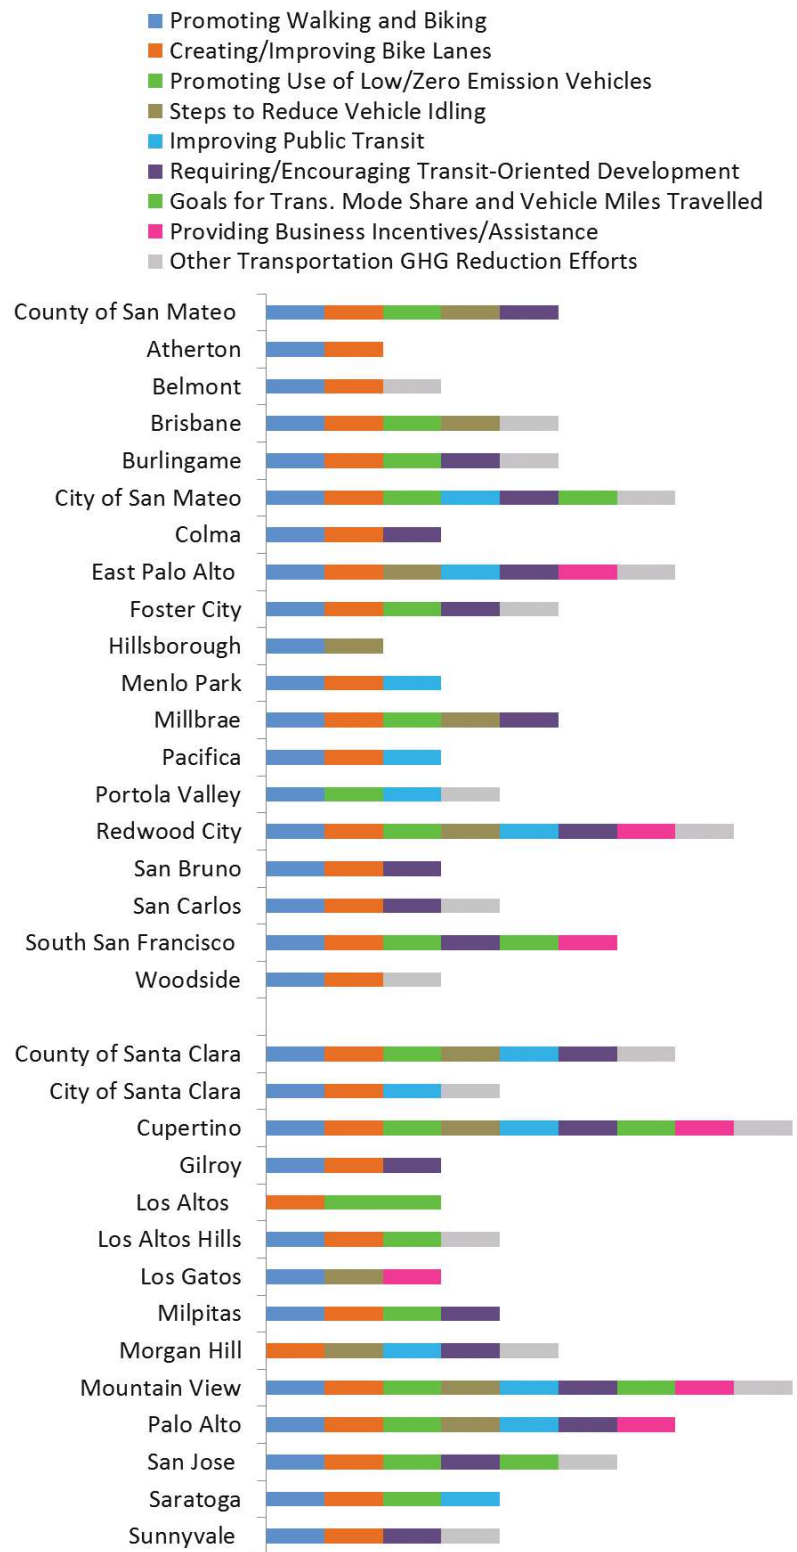 Promoting Walking and Biking
Creating/Improving Bike Lanes
Promoting Use of Low/Zero Emission Vehicles
Steps to Reduce Vehicle Idling
Improving Public Transit
Requiring/Encouraging Transit-Oriented Development
Goals for Trans. Mode Share and Vehicle Miles Travelled
Providing Business Incentives/Assistance
Other Transportation GHG Reduction Efforts
County of San Mateo
Atherton
Belmont
Brisbane
Burlingame
City of San Mateo
Colma
East Palo Alto
Foster City
Hillsborough
Menlo Park
Millbrae
Pacifica
Portola Valley
Redwood City
San Bruno
San Carlos
South San Francisco
Woodside
County of Santa Clara
City of Santa Clara
Cupertino
Gilroy
Los Altos
Los Altos Hills
Los Gatos
Milpitas
Morgan Hill
Mountain View
Palo Alto
San Jose
Saratoga
Sunnyvale